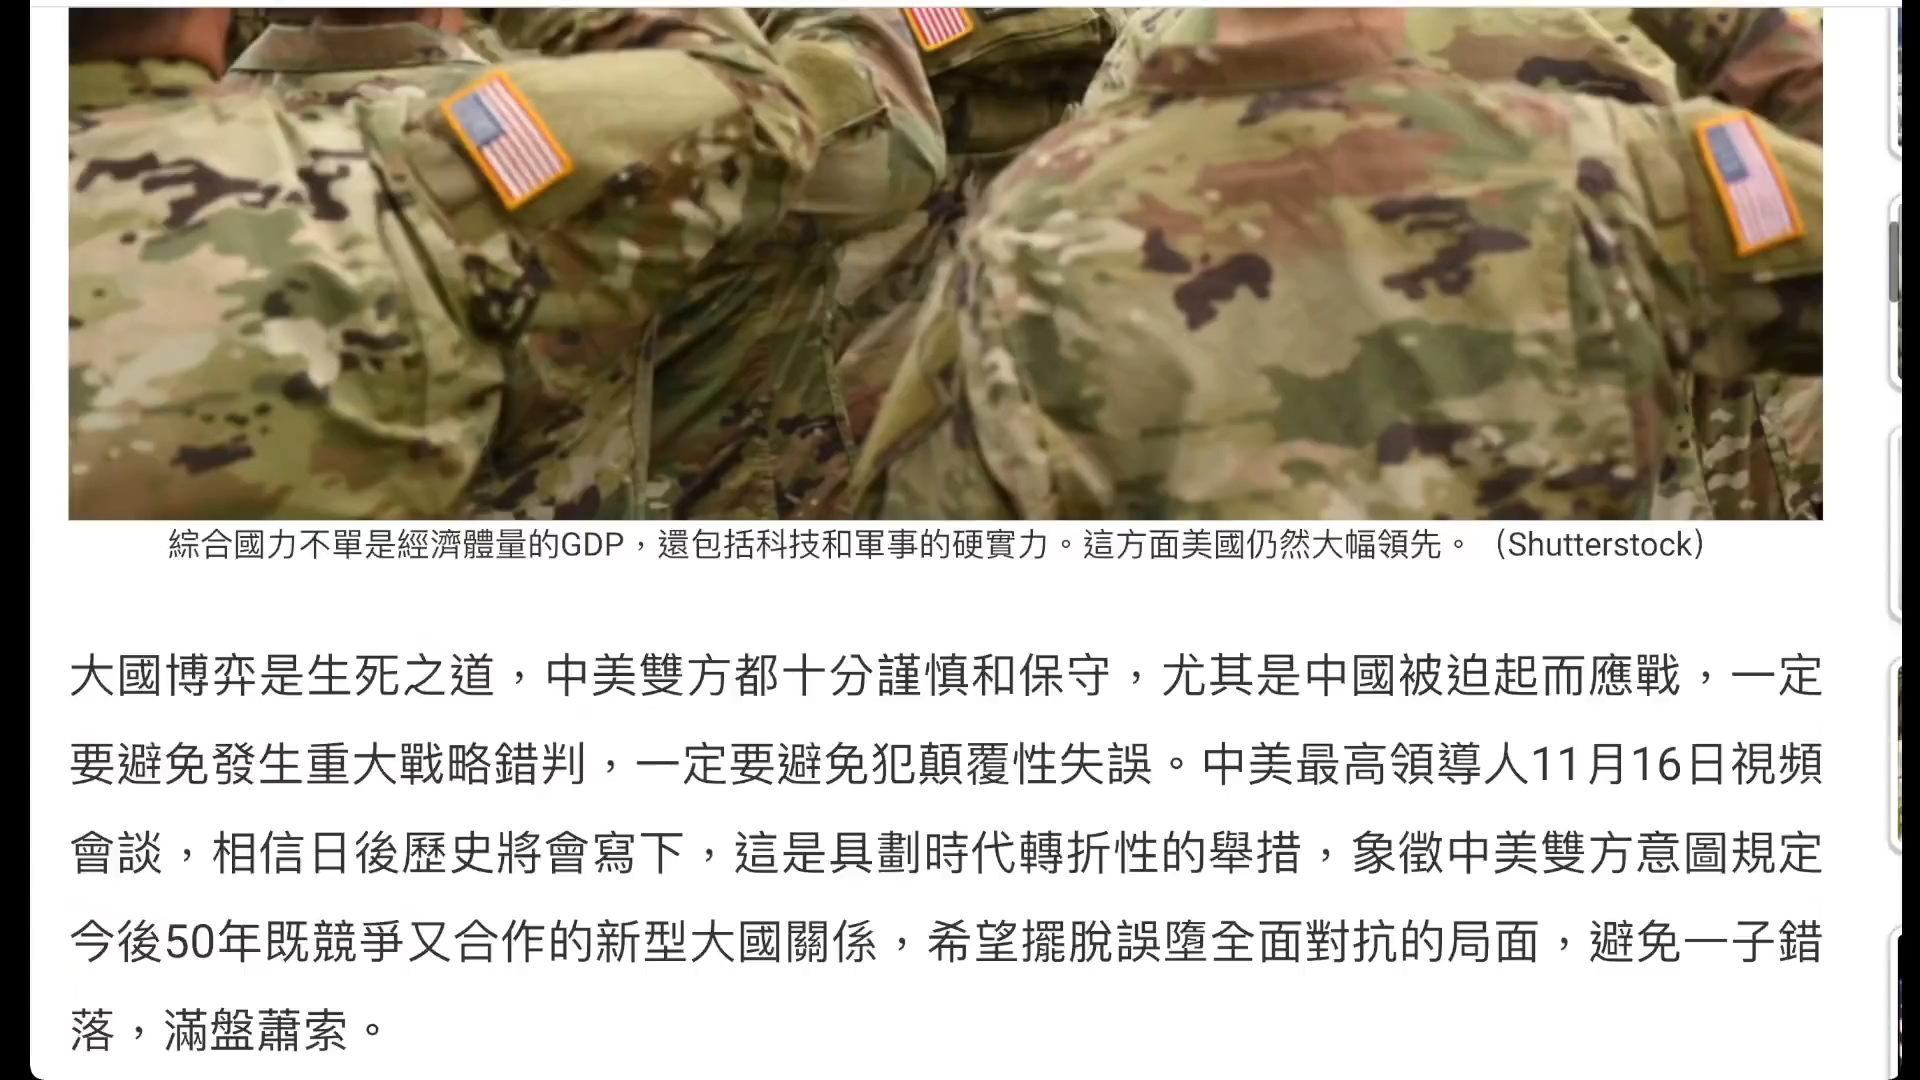 綜合國力不單是經濟體量的GDP，還包括科技和軍事的硬實力。這方面美國仍然大幅領先。（Shutterstock）
大國博弈是生死之道，中美雙方都十分謹慎和保守，尤其是中國被迫起而應戰，一定
要避免發生重大戰略錯判，一定要避免犯顛覆性失誤。中美最高領導人11月16日視頻
會談，相信日後歷史將會寫下，這是具劃時代轉折性的舉措，象徵中美雙方意圖規定
今後50年既競爭又合作的新型大國關係，希望擺脫誤墮全面對抗的局面，避免一子錯
落，滿盤蕭索。